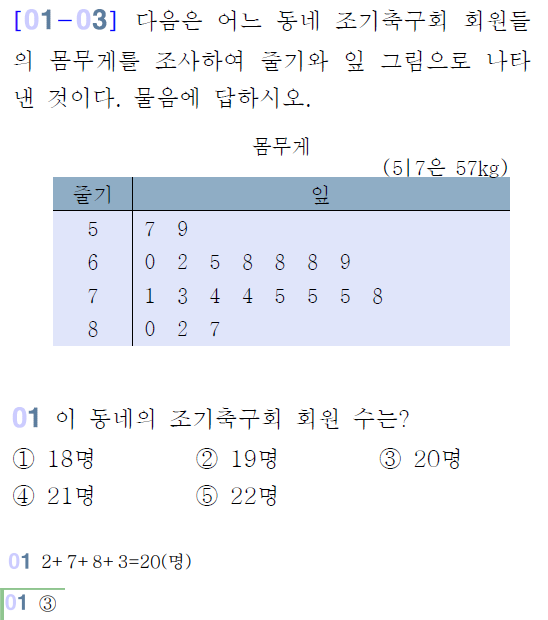 [01-03] 다음은 어느 동네 조기축구회 회원들
의 몸무게를 조사하여 줄기와 잎 그림으로 나타
낸 것이다. 물음에 답하시오.
몸무게
(5|7은 57kg)
줄기 잎
5 7 9
6 0 2 5 8 8 8 9
7 1 3 4 4 5 5 5 8
8 0 2 7
01 이 동네의 조기축구회 회원 수는?
① 18명 ② 19명 ③ 20명
④ 21명 ⑤ 22명
01 2+7+8+3=20(명)
01 ③